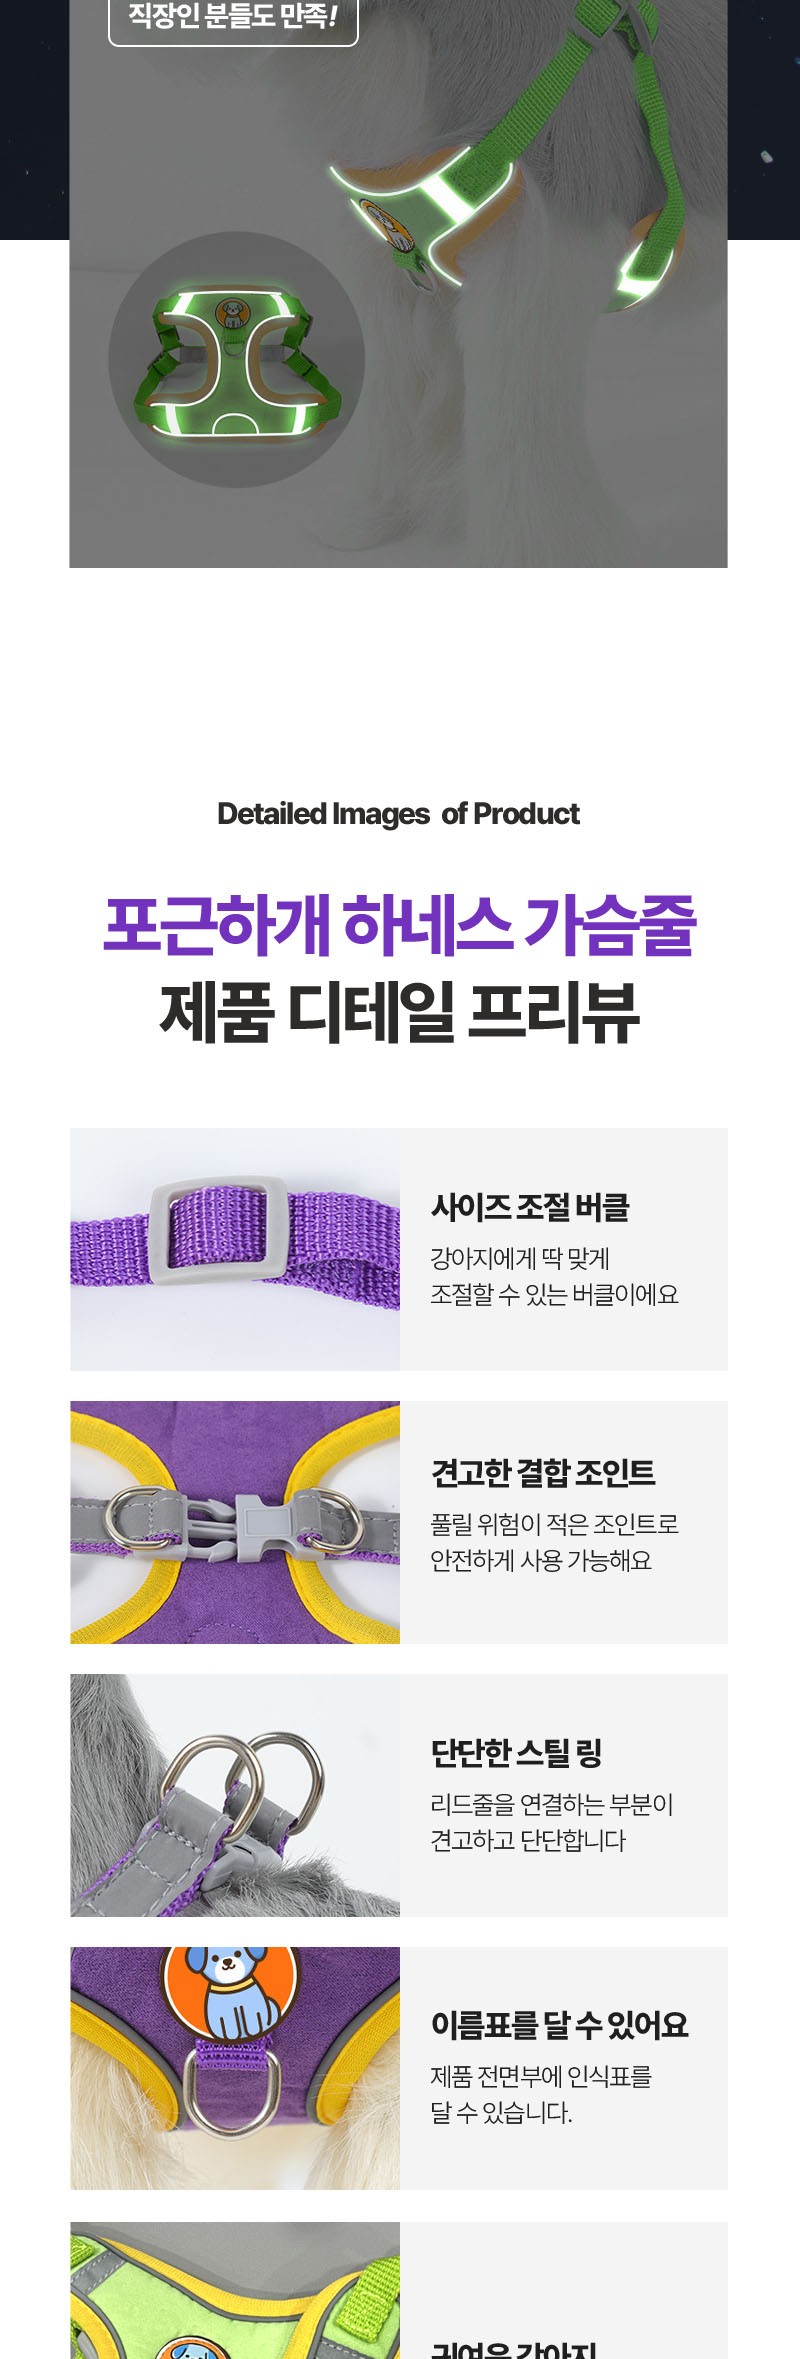 직장인 분들도 만족!
Detailed Images of Product
포근하개 하네스 가슴줄
제품 디테일 프리뷰
사이즈 조절 버클
강아지에게 딱 맞게
조절할 수 있는 버클이에요
견고한 결합 조인트
풀릴 위험이 적은 조인트로
안전하게 사용 가능해요
단단한 스틸 링
리드줄을 연결하는 부분이
견고하고 단단합니다
이름표를 달 수 있어요
제품 전면부에 인식표를
달 수 있습니다.
귀여운 강아지